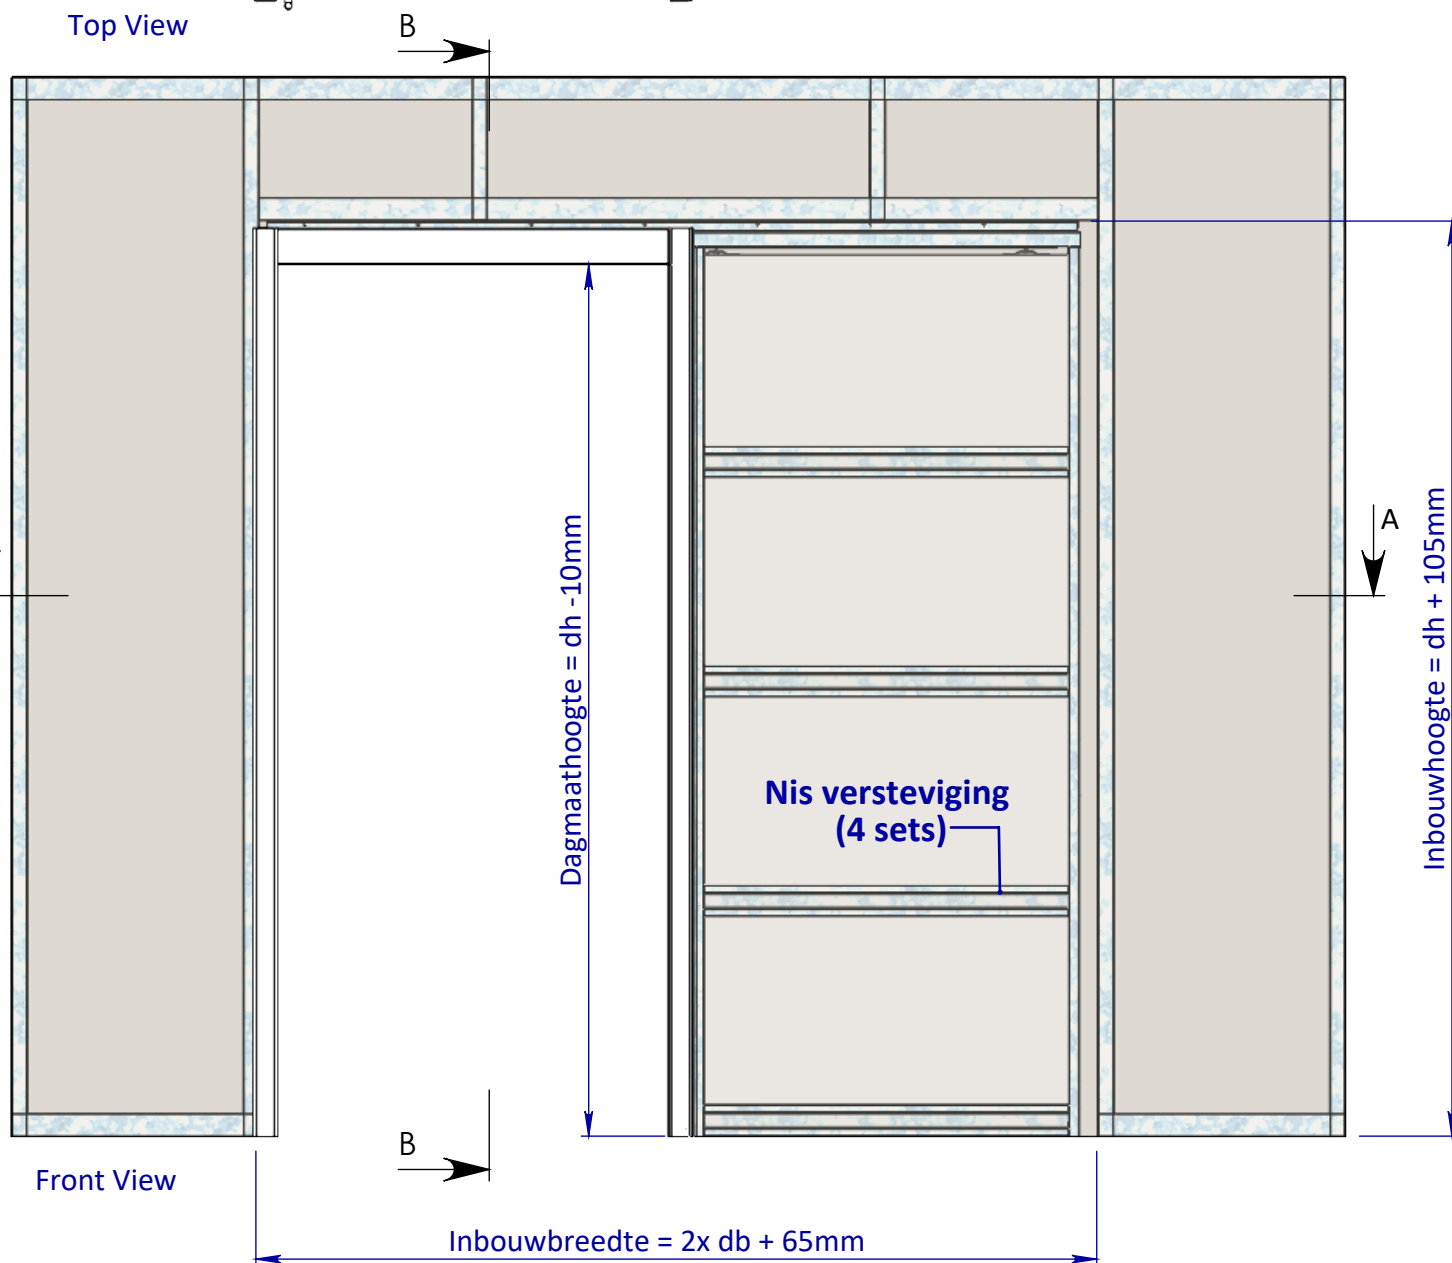 Top View
B
A
Dagmaathoogte = dh -10mm
Inbouwhoogte = dh + 105mm
Nis versteviging
(4 sets)
B
Front View
Inbouwbreedte = 2x db + 65mm